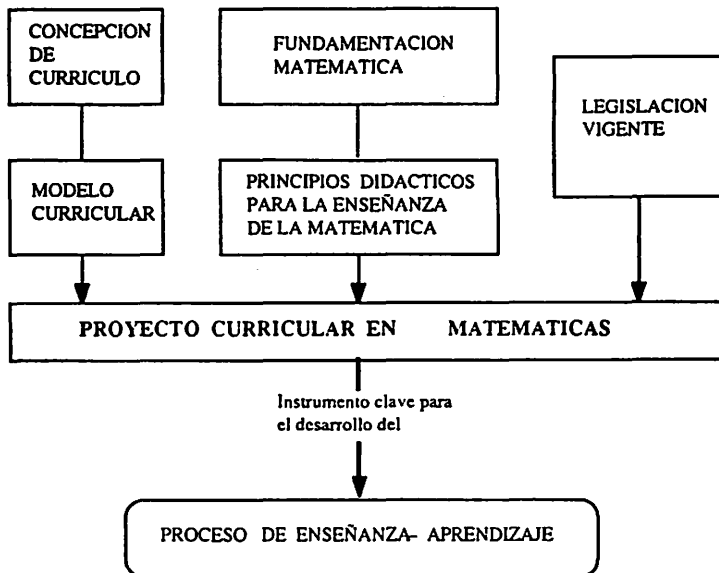 CONCEPCION
DE
CURRICULO
FUNDAMENTACION
MATEMATICA
LEGISLACION
VIGENTE
MODELO
CURRICULAR
PRINCIPIOS DIDACTICOS
PARA LA ENSEÑANZA
DE LA MATEMATICA
PROYECTO CURRICULAR EN MATEMATICAS
Instrumento clave para
el desarrollo del
PROCESO DE ENSEÑANZA- APRENDIZAJE